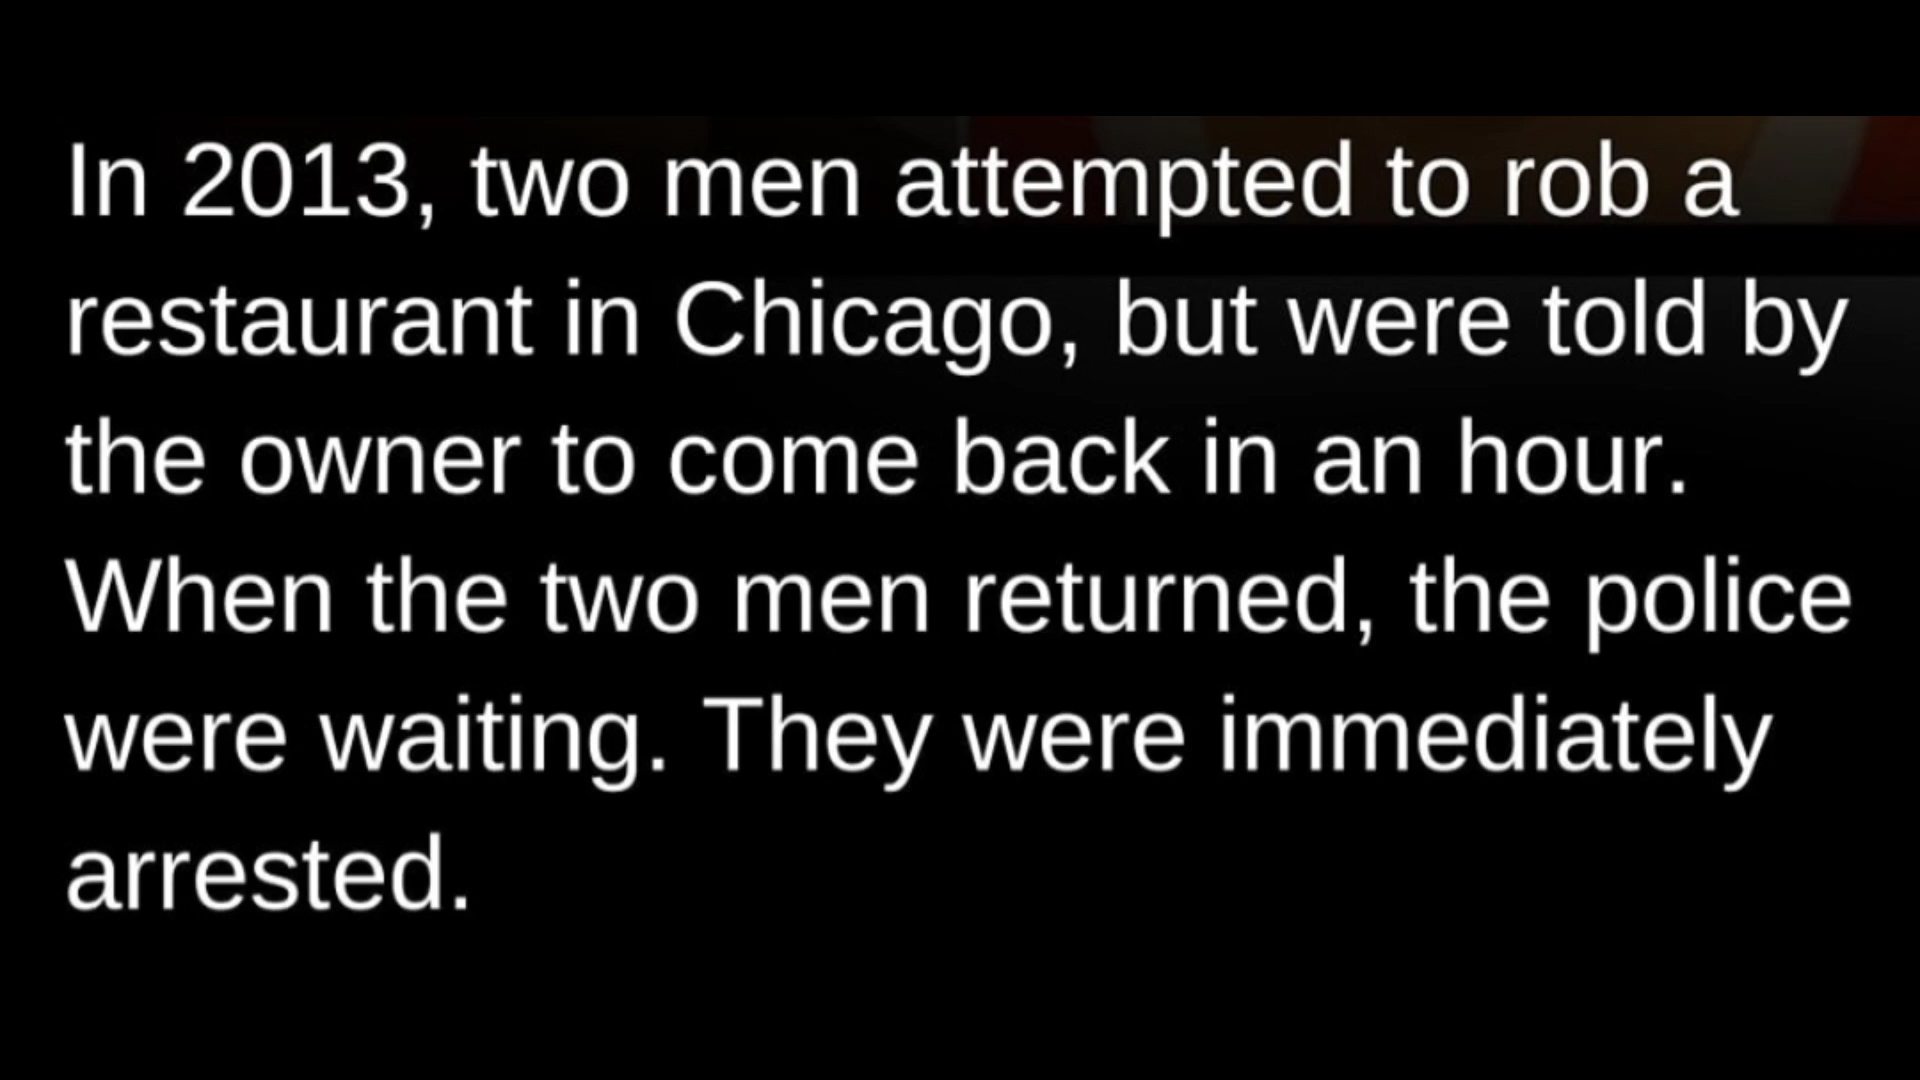 In 2013, two men attempted to rob a
restaurant in Chicago, but were told by
the owner to come back in an hour.
When the two men returned, the police
were waiting. They were immediately
arrested.